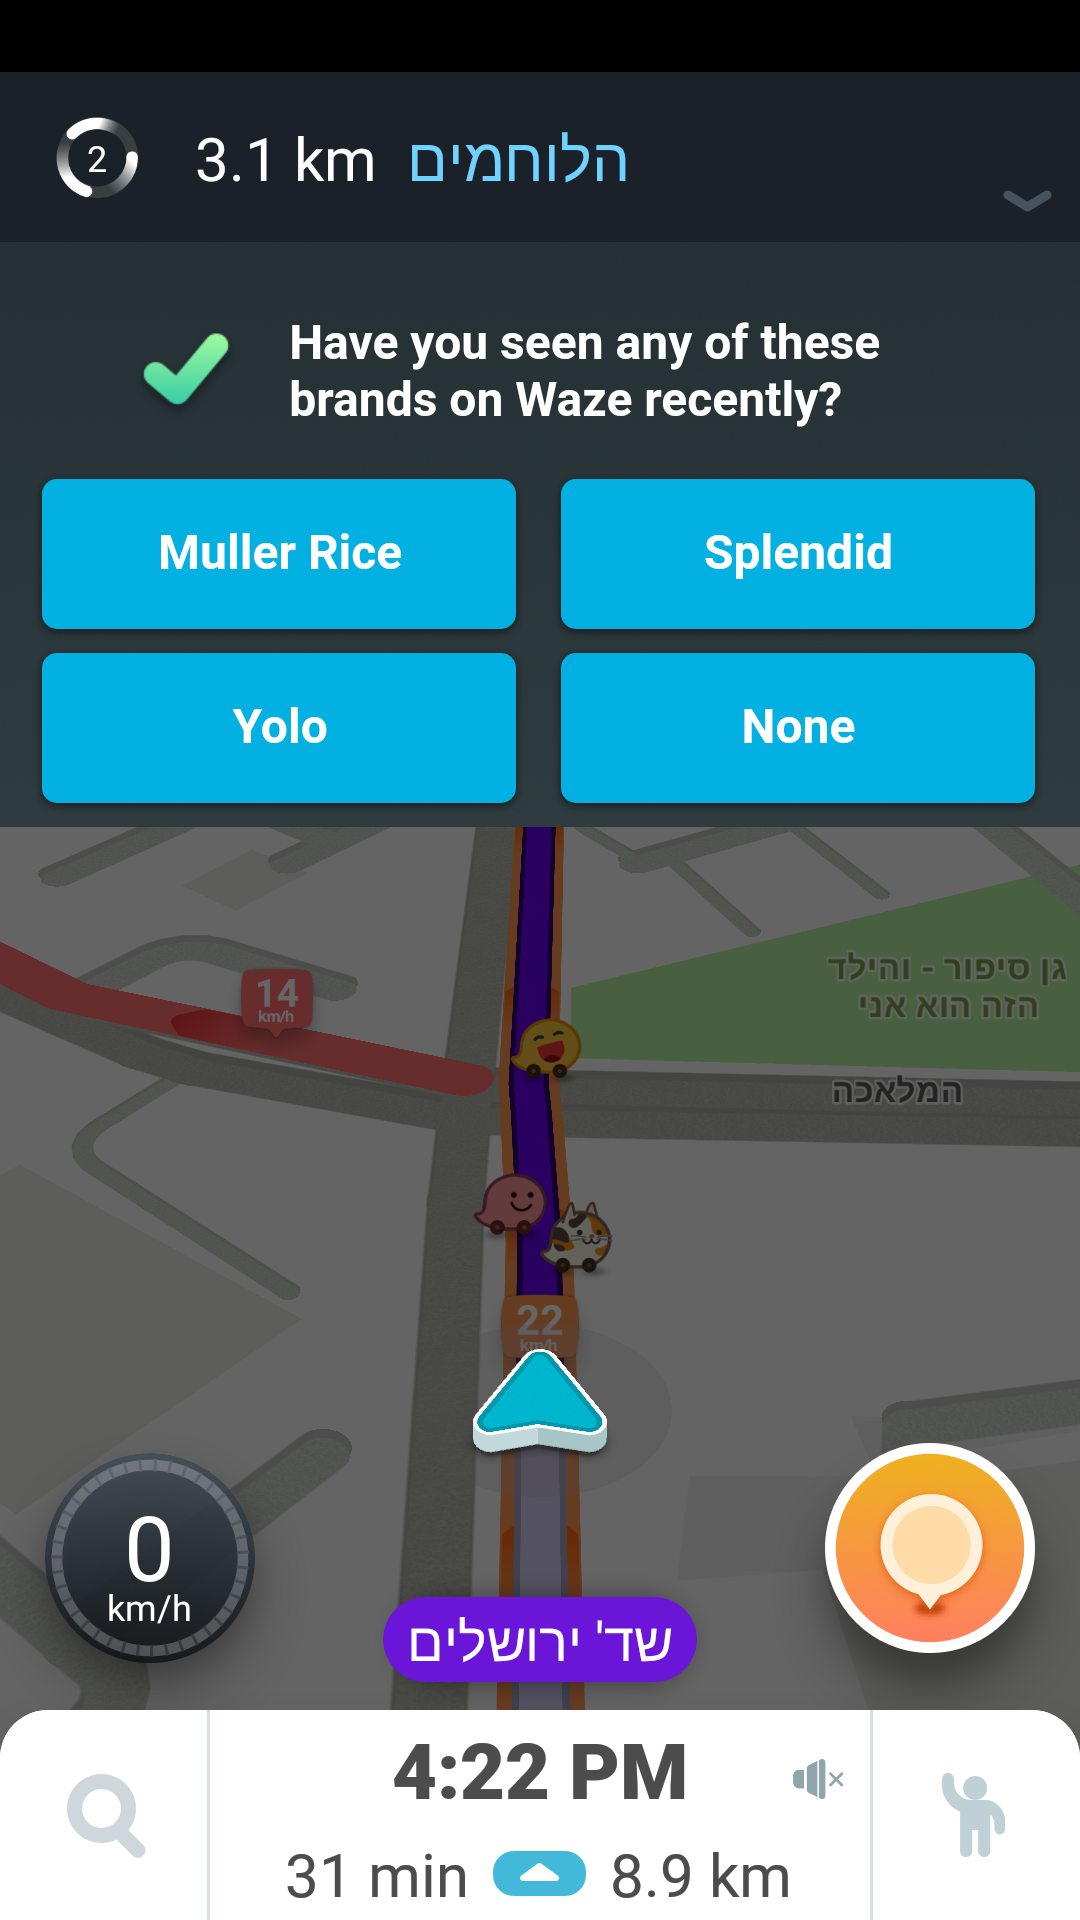 2
3.1 km הלוחמים
Have you seen any of these
brands on Waze recently?
Muller Rice
Splendid
Yolo
None
14
km/h
גן סיפור - והילד
הזה הוא אני
המלאכה
22
km/h
0
km/h
שד' ירושלים
4:22 PM
31 min
8.9 km